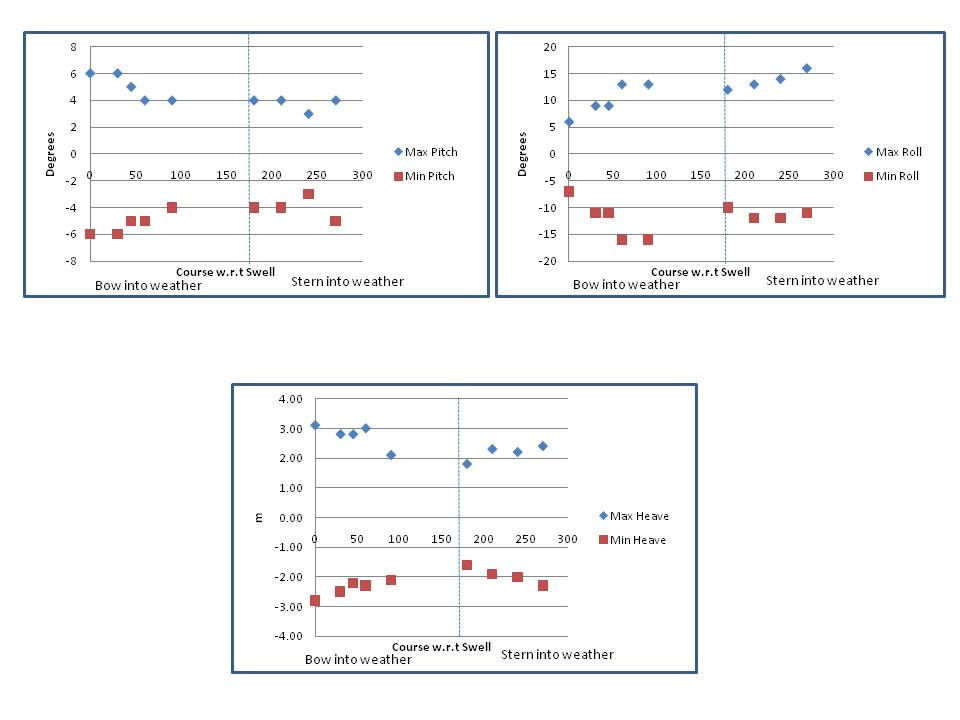 8
6
4
2
0
-2
-4
-6
-8
Degrees
0 50 100 150 200 250 300
Max Pitch
Min Pitch
Course w.r.t Swell
Bow into weather
Stern into weather
20
15
10
5
0
-5
-10
-15
-20
Degrees
0 50 100 150 200 250 300
Max Roll
Min Roll
Course w.r.t Swell
Bow into weather
Stern into weather
4.00
3.00
2.00
1.00
0.00
-1.00
-2.00
-3.00
-4.00
m
0 50 100 150 200 250 300
Max Heave
Min Heave
Course w.r.t Swell
Bow into weather
Stern into weather